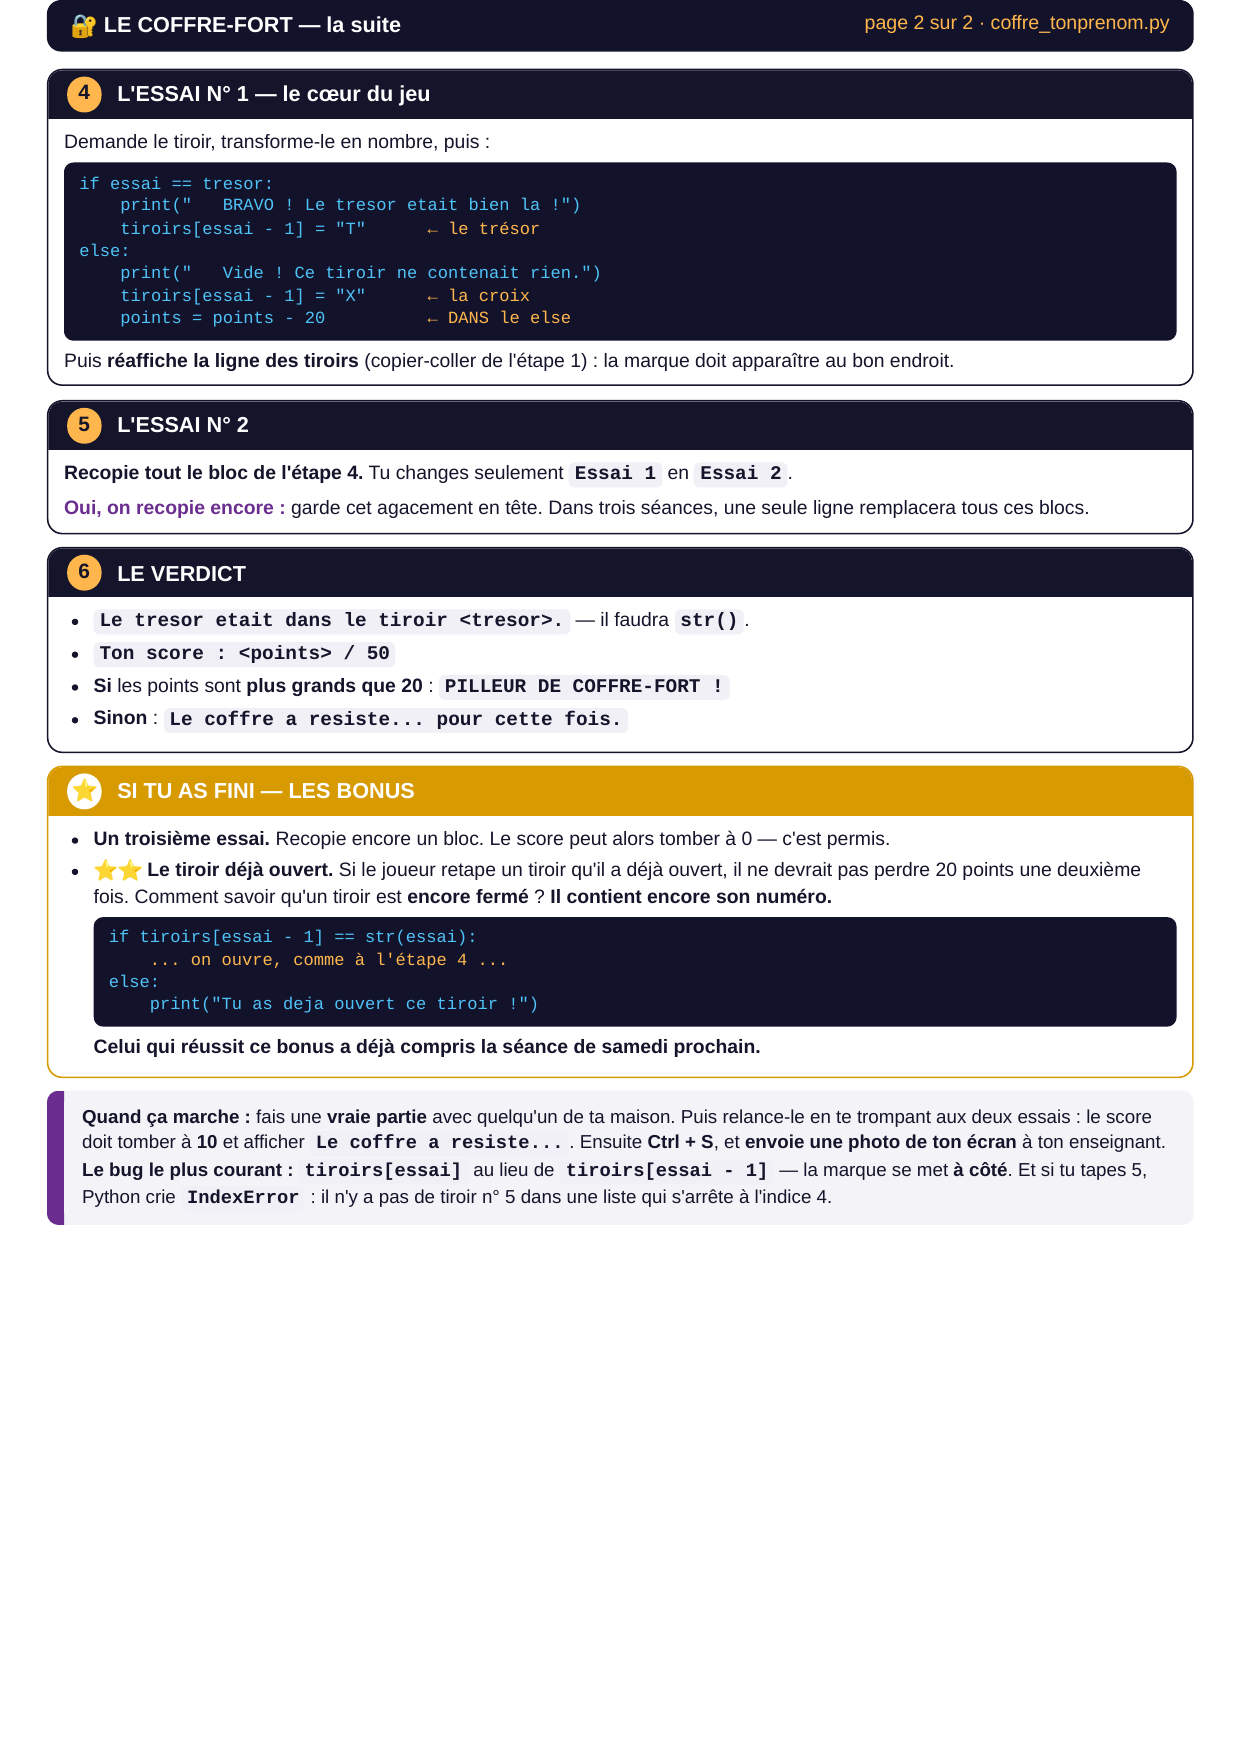 🔐 LE COFFRE-FORT — la suite
page 2 sur 2 · coffre_tonprenom.py
4 L'ESSAI N° 1 — le cœur du jeu
Demande le tiroir, transforme-le en nombre, puis :
if essai == tresor:
    print("   BRAVO ! Le tresor etait bien la !")
    tiroirs[essai - 1] = "T"      ← le trésor
else:
    print("   Vide ! Ce tiroir ne contenait rien.")
    tiroirs[essai - 1] = "X"      ← la croix
    points = points - 20          ← DANS le else
Puis réaffiche la ligne des tiroirs (copier-coller de l'étape 1) : la marque doit apparaître au bon endroit.
5 L'ESSAI N° 2
Recopie tout le bloc de l'étape 4. Tu changes seulement Essai 1 en Essai 2.
Oui, on recopie encore : garde cet agacement en tête. Dans trois séances, une seule ligne remplacera tous ces blocs.
6 LE VERDICT
• Le tresor etait dans le tiroir <tresor>. — il faudra str().
• Ton score : <points> / 50
• Si les points sont plus grands que 20 : PILLEUR DE COFFRE-FORT !
• Sinon : Le coffre a resiste... pour cette fois.
⭐ SI TU AS FINI — LES BONUS
• Un troisième essai. Recopie encore un bloc. Le score peut alors tomber à 0 — c'est permis.
• ⭐⭐ Le tiroir déjà ouvert. Si le joueur retape un tiroir qu'il a déjà ouvert, il ne devrait pas perdre 20 points une deuxième
fois. Comment savoir qu'un tiroir est encore fermé ? Il contient encore son numéro.
if tiroirs[essai - 1] == str(essai):
    ... on ouvre, comme à l'étape 4 ...
else:
    print("Tu as deja ouvert ce tiroir !")
Celui qui réussit ce bonus a déjà compris la séance de samedi prochain.
Quand ça marche : fais une vraie partie avec quelqu'un de ta maison. Puis relance-le en te trompant aux deux essais : le score
doit tomber à 10 et afficher Le coffre a resiste... . Ensuite Ctrl + S, et envoie une photo de ton écran à ton enseignant.
Le bug le plus courant : tiroirs[essai] au lieu de tiroirs[essai - 1] — la marque se met à côté. Et si tu tapes 5,
Python crie IndexError : il n'y a pas de tiroir n° 5 dans une liste qui s'arrête à l'indice 4.